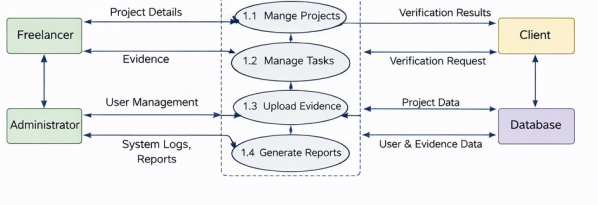 Project Details
1.1 Mange Projects
Verification Results
Freelancer
Client
Evidence
1.2 Manage Tasks
Verification Request
User Management
1.3 Upload Evidence
Project Data
Administrator
Database
System Logs,
Reports
1.4 Generate Reports
User & Evidence Data